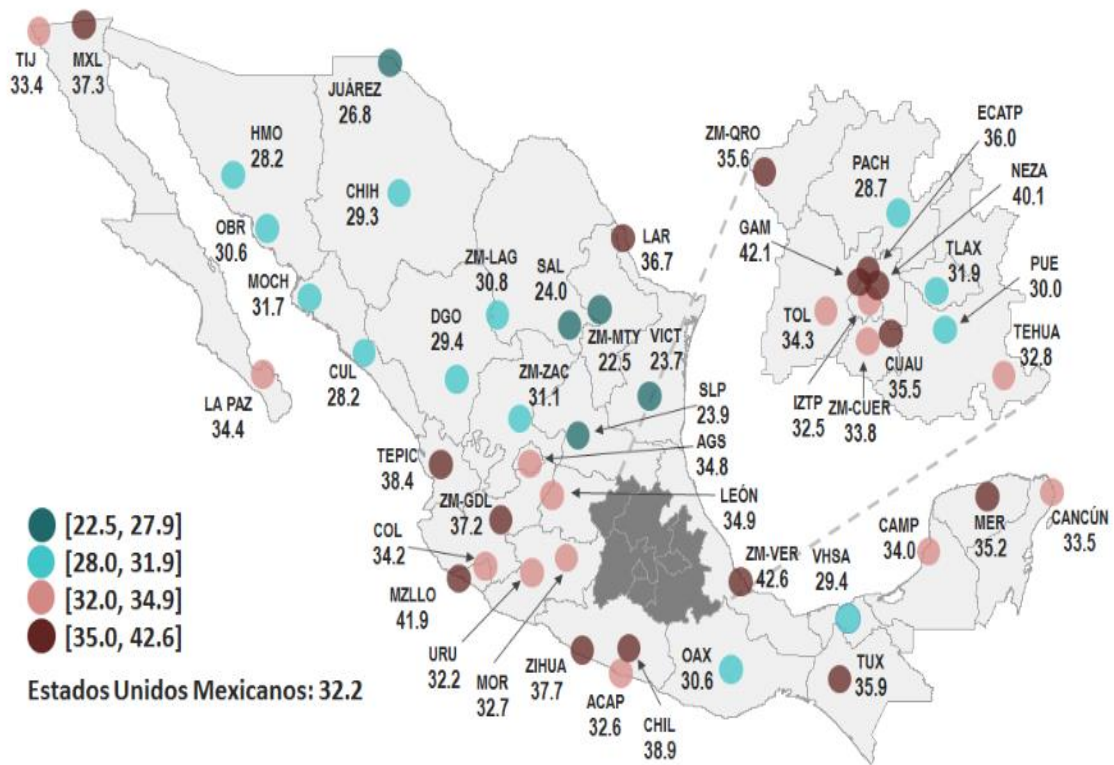 TIJ
33.4
MXL
37.3
JUÁREZ
26.8
HMO
28.2
CHIH
29.3
OBR
30.6
MOCH
31.7
ZM-LAG
30.8
SAL
24.0
LAR
36.7
DGO
29.4
ZM-MTY
22.5
VICT
23.7
CUL
28.2
ZM-ZAC
31.1
LA PAZ
34.4
SLP
23.9
AGS
34.8
TEPIC
38.4
ZM-GDL
37.2
LEÓN
34.9
COL
34.2
MZLLO
41.9
URU
32.2
MOR
32.7
ZIHUA
37.7
ACAP
32.6
CHIL
38.9
OAX
30.6
ZM-VER
42.6
VHSA
29.4
TUX
35.9
CAMP
34.0
MER
35.2
CANCÚN
33.5
ZM-QRO
35.6
PACH
28.7
ECATP
36.0
NEZA
40.1
GAM
42.1
TLAX
31.9
PUE
30.0
TOL
34.3
TEHUA
32.8
CUAU
35.5
IZTP
32.5
ZM-CUER
33.8
[22.5, 27.9]
[28.0, 31.9]
[32.0, 34.9]
[35.0, 42.6]
Estados Unidos Mexicanos: 32.2